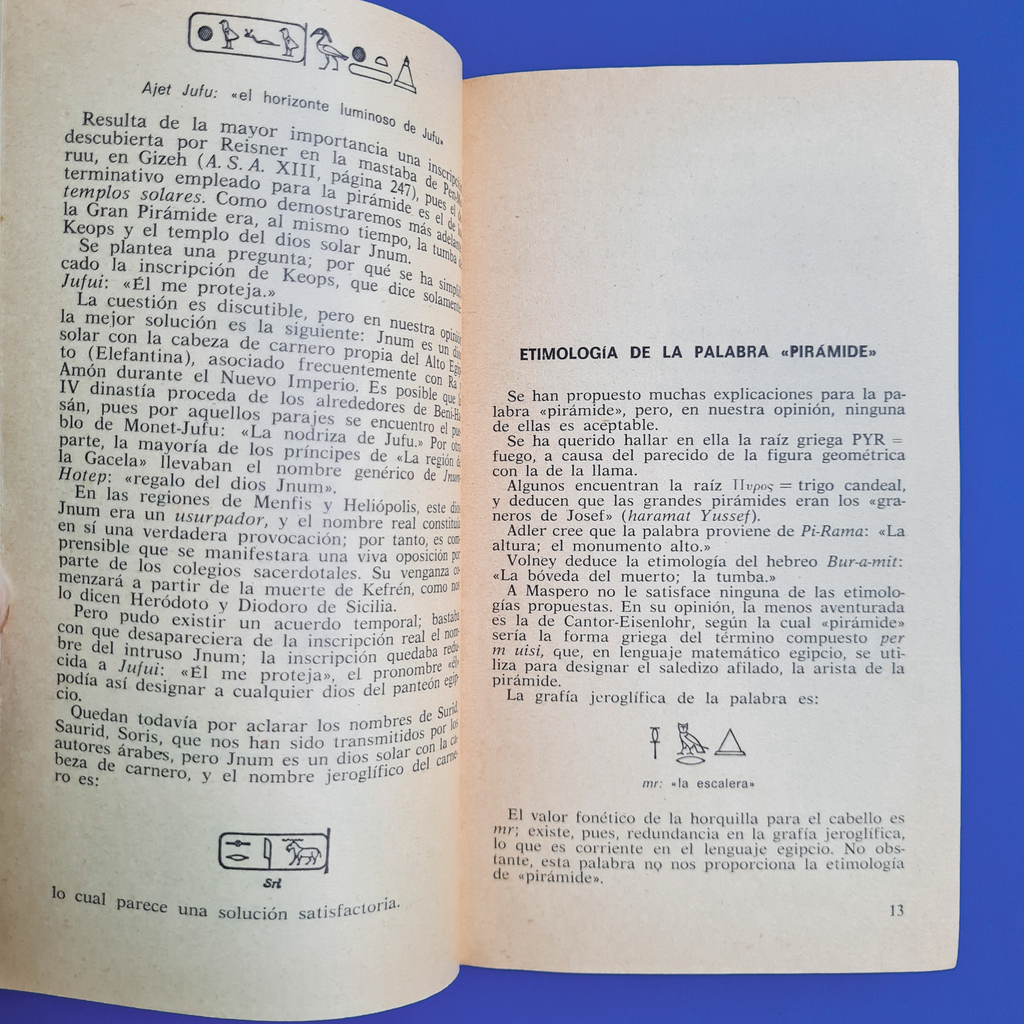 Ajet Jufu: «el horizonte luminoso de Jufu»
Resulta de la mayor importancia una
descubierta por Reisner en la mastaba de
ruu, en Gizeh (A. S. A. XIII, página 247), pues el
terminativo empleado para la pirámide es el de
templos solares. Como demostraremos más
la Gran Pirámide era, al mismo tiempo, la tumba
Keops y el templo del dios solar Jnum.
Se plantea una pregunta; por qué se ha
cado la inscripción de Keops, que dice solamente
Jufui: «Él me proteja.»
La cuestión es discutible, pero en nuestra
la mejor solución es la siguiente: Jnum es un
solar con la cabeza de carnero propia del Alto
to (Elefantina), asociado frecuentemente con Ra
Amón durante el Nuevo Imperio. Es posible que
IV dinastía proceda de los alrededores de
sán, pues por aquellos parajes se encuentro el
blo de Monet-Jufu: «La nodriza de Jufu.» Por
parte, la mayoría de los príncipes de «La región
la Gacela» llevaban el nombre genérico de
Hotep: «regalo del dios Jnum».
En las regiones de Menfis y Heliópolis, este
Jnum era un usurpador, y el nombre real
en sí una verdadera provocación; por tanto, es
prensible que se manifestara una viva oposición por
parte de los colegios sacerdotales. Su venganza
menzará a partir de la muerte de Kefrén, como
lo dicen Heródoto y Diodoro de Sicilia.
Pero pudo existir un acuerdo temporal;
con que desapareciera de la inscripción real el
bre del intruso Jnum; la inscripción quedaba
cida a Jufui: «Él me proteja», el pronombre «él»
podía así designar a cualquier dios del panteón egip-
cio.
Quedan todavía por aclarar los nombres de Surid,
Saurid, Soris, que nos han sido transmitidos por los
autores árabes, pero Jnum es un dios solar con la ca-
beza de carnero, y el nombre jeroglífico del carne-
ro es:
Srl
lo cual parece una solución satisfactoria.
ETIMOLOGÍA DE LA PALABRA «PIRÁMIDE»
Se han propuesto muchas explicaciones para la pa-
labra «pirámide», pero, en nuestra opinión, ninguna
de ellas es aceptable.
Se ha querido hallar en ella la raíz griega PYR =
fuego, a causa del parecido de la figura geométrica
con la de la llama.
Algunos encuentran la raíz Πυρος = trigo candeal,
y deducen que las grandes pirámides eran los «gra-
neros de Josef» (haramat Yussef).
Adler cree que la palabra proviene de Pi-Rama: «La
altura; el monumento alto.»
Volney deduce la etimología del hebreo Bur-a-mit:
«La bóveda del muerto; la tumba.»
A Maspero no le satisface ninguna de las etimolo-
gías propuestas. En su opinión, la menos aventurada
es la de Cantor-Eisenlohr, según la cual «pirámide»
sería la forma griega del término compuesto per
m uisi, que, en lenguaje matemático egipcio, se uti-
liza para designar el saledizo afilado, la arista de la
pirámide.
La grafía jeroglífica de la palabra es:
mr: «la escalera»
El valor fonético de la horquilla para el cabello es
mr; existe, pues, redundancia en la grafía jeroglífica,
lo que es corriente en el lenguaje egipcio. No obs-
tante, esta palabra no nos proporciona la etimología
de «pirámide».
13